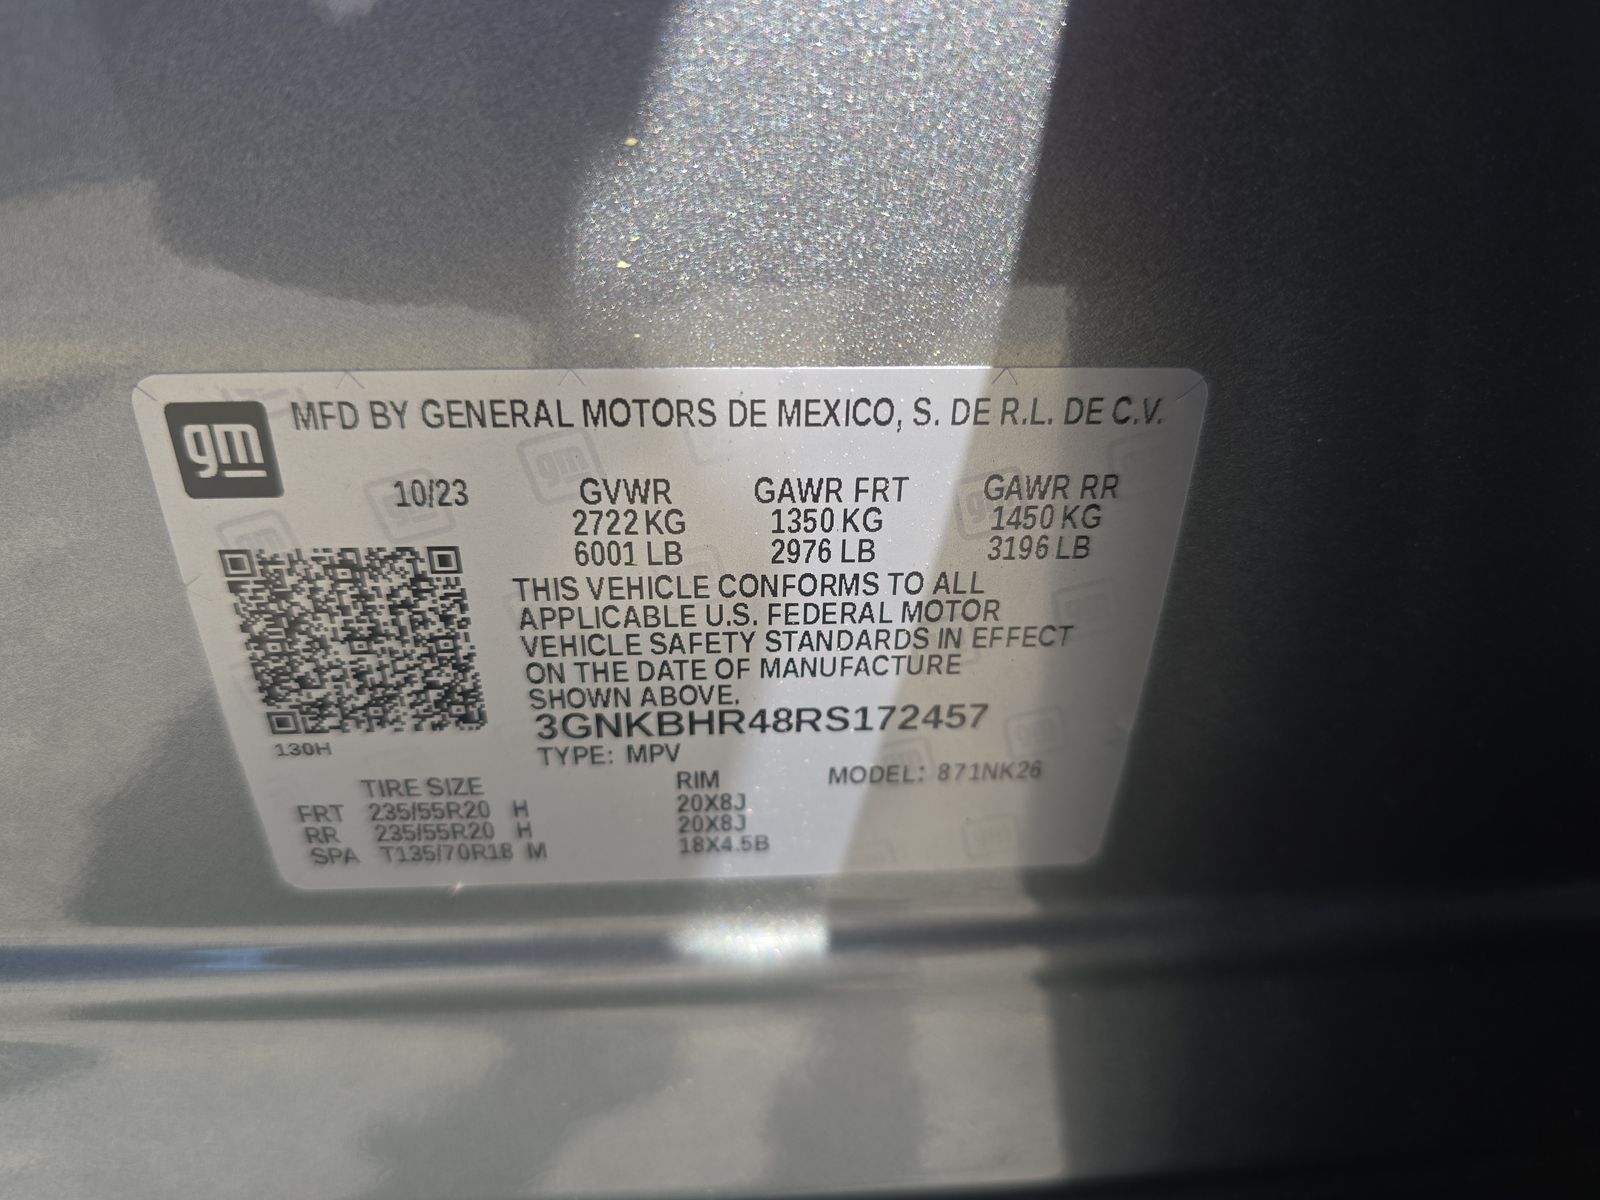 gm
MFD BY GENERAL MOTORS DE MEXICO, S. DE R.L. DE C.V.
10/23 GVWR GAWR FRT GAWR RR
2722 KG 1350 KG 1450 KG
6001 LB 2976 LB 3196 LB
THIS VEHICLE CONFORMS TO ALL
APPLICABLE U.S. FEDERAL MOTOR
VEHICLE SAFETY STANDARDS IN EFFECT
ON THE DATE OF MANUFACTURE
SHOWN ABOVE.
3GNKBHR48RS172457
130H TYPE: MPV
TIRE SIZE RIM MODEL: 871NK26
FRT 235/55R20 H 20X8J
RR 235/55R20 H 20X8J
SPA T135/70R18 M 18X4.5B